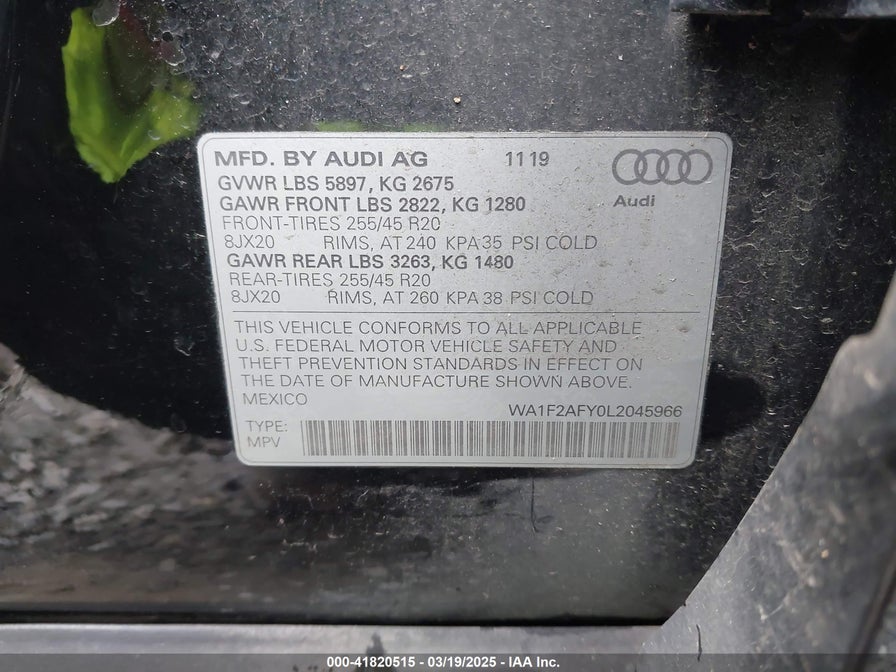 MFD. BY AUDI AG 11 19
GVWR LBS 5897, KG 2675
GAWR FRONT LBS 2822, KG 1280
Audi
FRONT-TIRES 255/45 R20
8JX20 RIMS, AT 240 KPA 35 PSI COLD
GAWR REAR LBS 3263, KG 1480
REAR-TIRES 255/45 R20
8JX20 RIMS, AT 260 KPA 38 PSI COLD
THIS VEHICLE CONFORMS TO ALL APPLICABLE
U.S. FEDERAL MOTOR VEHICLE SAFETY AND
THEFT PREVENTION STANDARDS IN EFFECT ON
THE DATE OF MANUFACTURE SHOWN ABOVE.
MEXICO
WA1F2AFY0L2045966
TYPE:
MPV
000-41820515 - 03/19/2025 - IAA Inc.